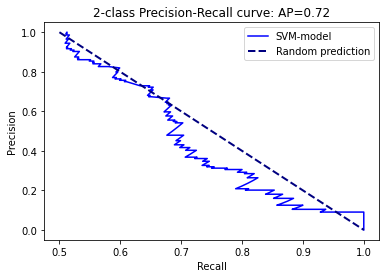 2-class Precision-Recall curve: AP=0.72
SVM-model
Random prediction
Precision
1.0
0.8
0.6
0.4
0.2
0.0
0.5 0.6 0.7 0.8 0.9 1.0
Recall